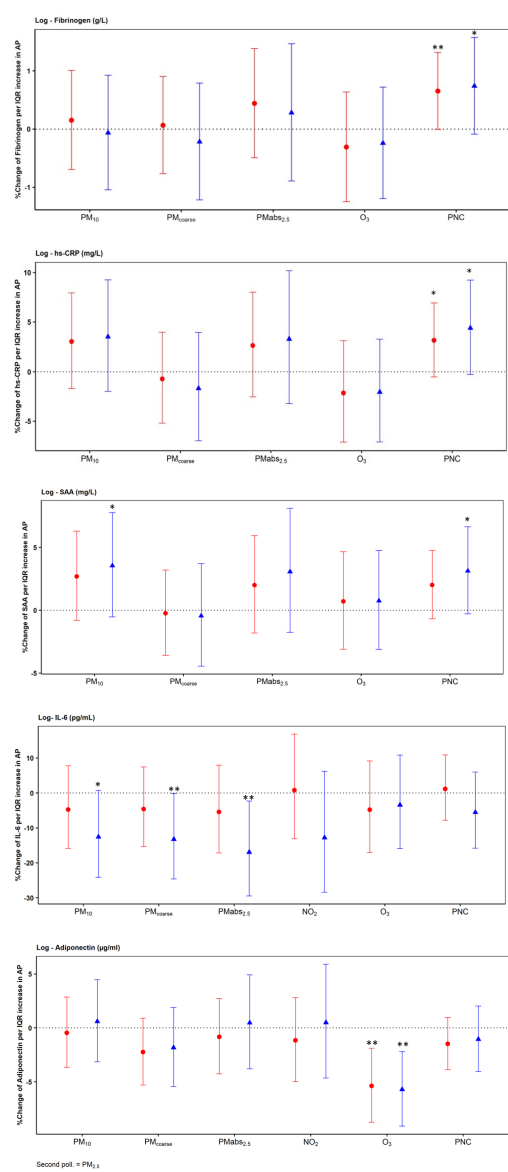 Log - Fibrinogen (g/L)
%Change of Fibrinogen per IQR increase in AP
1
0
-1
** *
PM₁₀ PMcoarse PMabs₂.₅ O₃ PNC
Log - hs-CRP (mg/L)
%Change of hs-CRP per IQR increase in AP
10
5
0
-5
* *
PM₁₀ PMcoarse PMabs₂.₅ O₃ PNC
Log - SAA (mg/L)
%Change of SAA per IQR increase in AP
5
0
-5
* *
PM₁₀ PMcoarse PMabs₂.₅ O₃ PNC
Log- IL-6 (pg/mL)
%Change of IL-6 per IQR increase in AP
10
0
-10
-20
-30
* ** **
PM₁₀ PMcoarse PMabs₂.₅ NO₂ O₃ PNC
Log - Adiponectin (µg/ml)
%Change of Adiponectin per IQR increase in AP
5
0
-5
** **
PM₁₀ PMcoarse PMabs₂.₅ NO₂ O₃ PNC
Second poll. = PM₂.₅